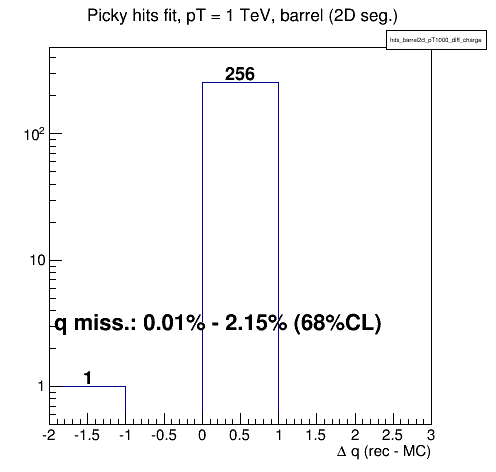 Picky hits fit, pT = 1 TeV, barrel (2D seg.)
hits_barrel2d_pT1000_diff_charge
256
10²
10
q miss.: 0.01% - 2.15% (68%CL)
1
1
-2 -1.5 -1 -0.5 0 0.5 1 1.5 2 2.5 3
Δ q (rec - MC)